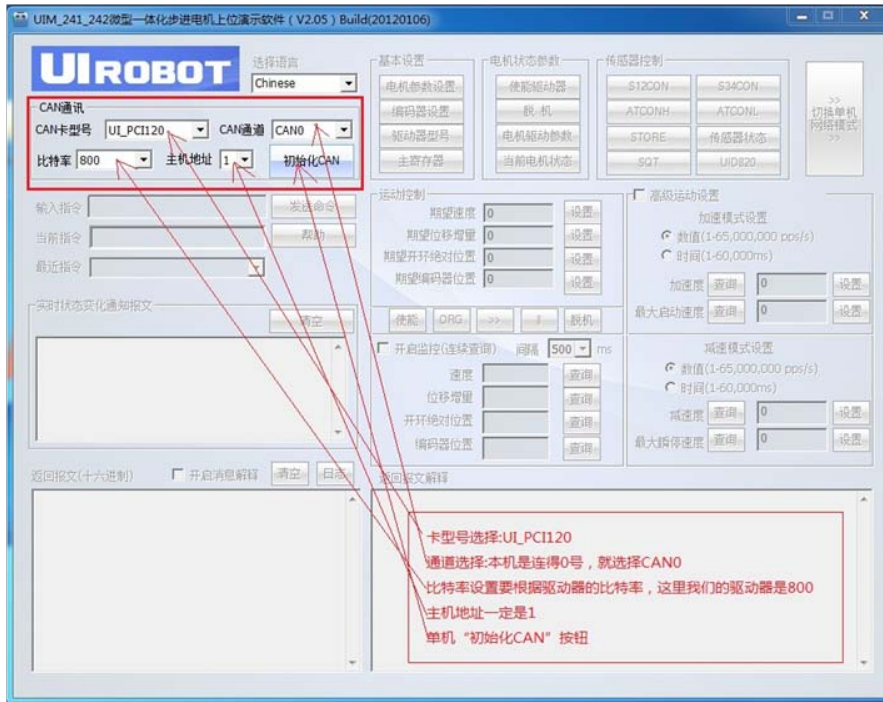 UIM_241_242微型一体化步进电机上位演示软件（V2.05）Build(20120106)
UIROBOT
选择语言
Chinese
CAN通讯
CAN卡型号 UI_PCI120 CAN通道 CAN0
比特率 800 主机地址 1 初始化CAN
输入指令 发送命令
当前指令 帮助
最近指令
实时状态变化通知报文
清空
返回报文(十六进制) 开启消息解释 清空 日志
基本设置
电机参数设置
编码器设置
驱动器型号
主寄存器
电机状态参数
使能驱动器
脱 机
电机驱动参数
当前电机状态
传感器控制
S12CON S34CON
ATCONH ATCONL
STORE.. 传感器状态
SQT UID820..
>>
切换单机
网络模式
>>
运动控制
期望速度 0 设置
期望位移增量 0 设置
期望开环绝对位置 0 设置
期望编码器位置 0 设置
使能 ORG >> 脱机
开启监控(连续查询) 间隔 500 ms
速度 查询
位移增量 查询
开环绝对位置 查询
编码器位置 查询
高级运动设置
加速模式设置
数值(1-65,000,000 pps/s)
时间(1-60,000ms)
加速度 查询 0 设置
最大启动速度 查询 0 设置
减速模式设置
数值(1-65,000,000 pps/s)
时间(1-60,000ms)
减速度 查询 0 设置
最大瞬停速度 查询 0 设置
返回报文解释
卡型号选择:UI_PCI120
通道选择:本机是连得0号，就选择CAN0
比特率设置要根据驱动器的比特率，这里我们的驱动器是800
主机地址一定是1
单机“初始化CAN”按钮